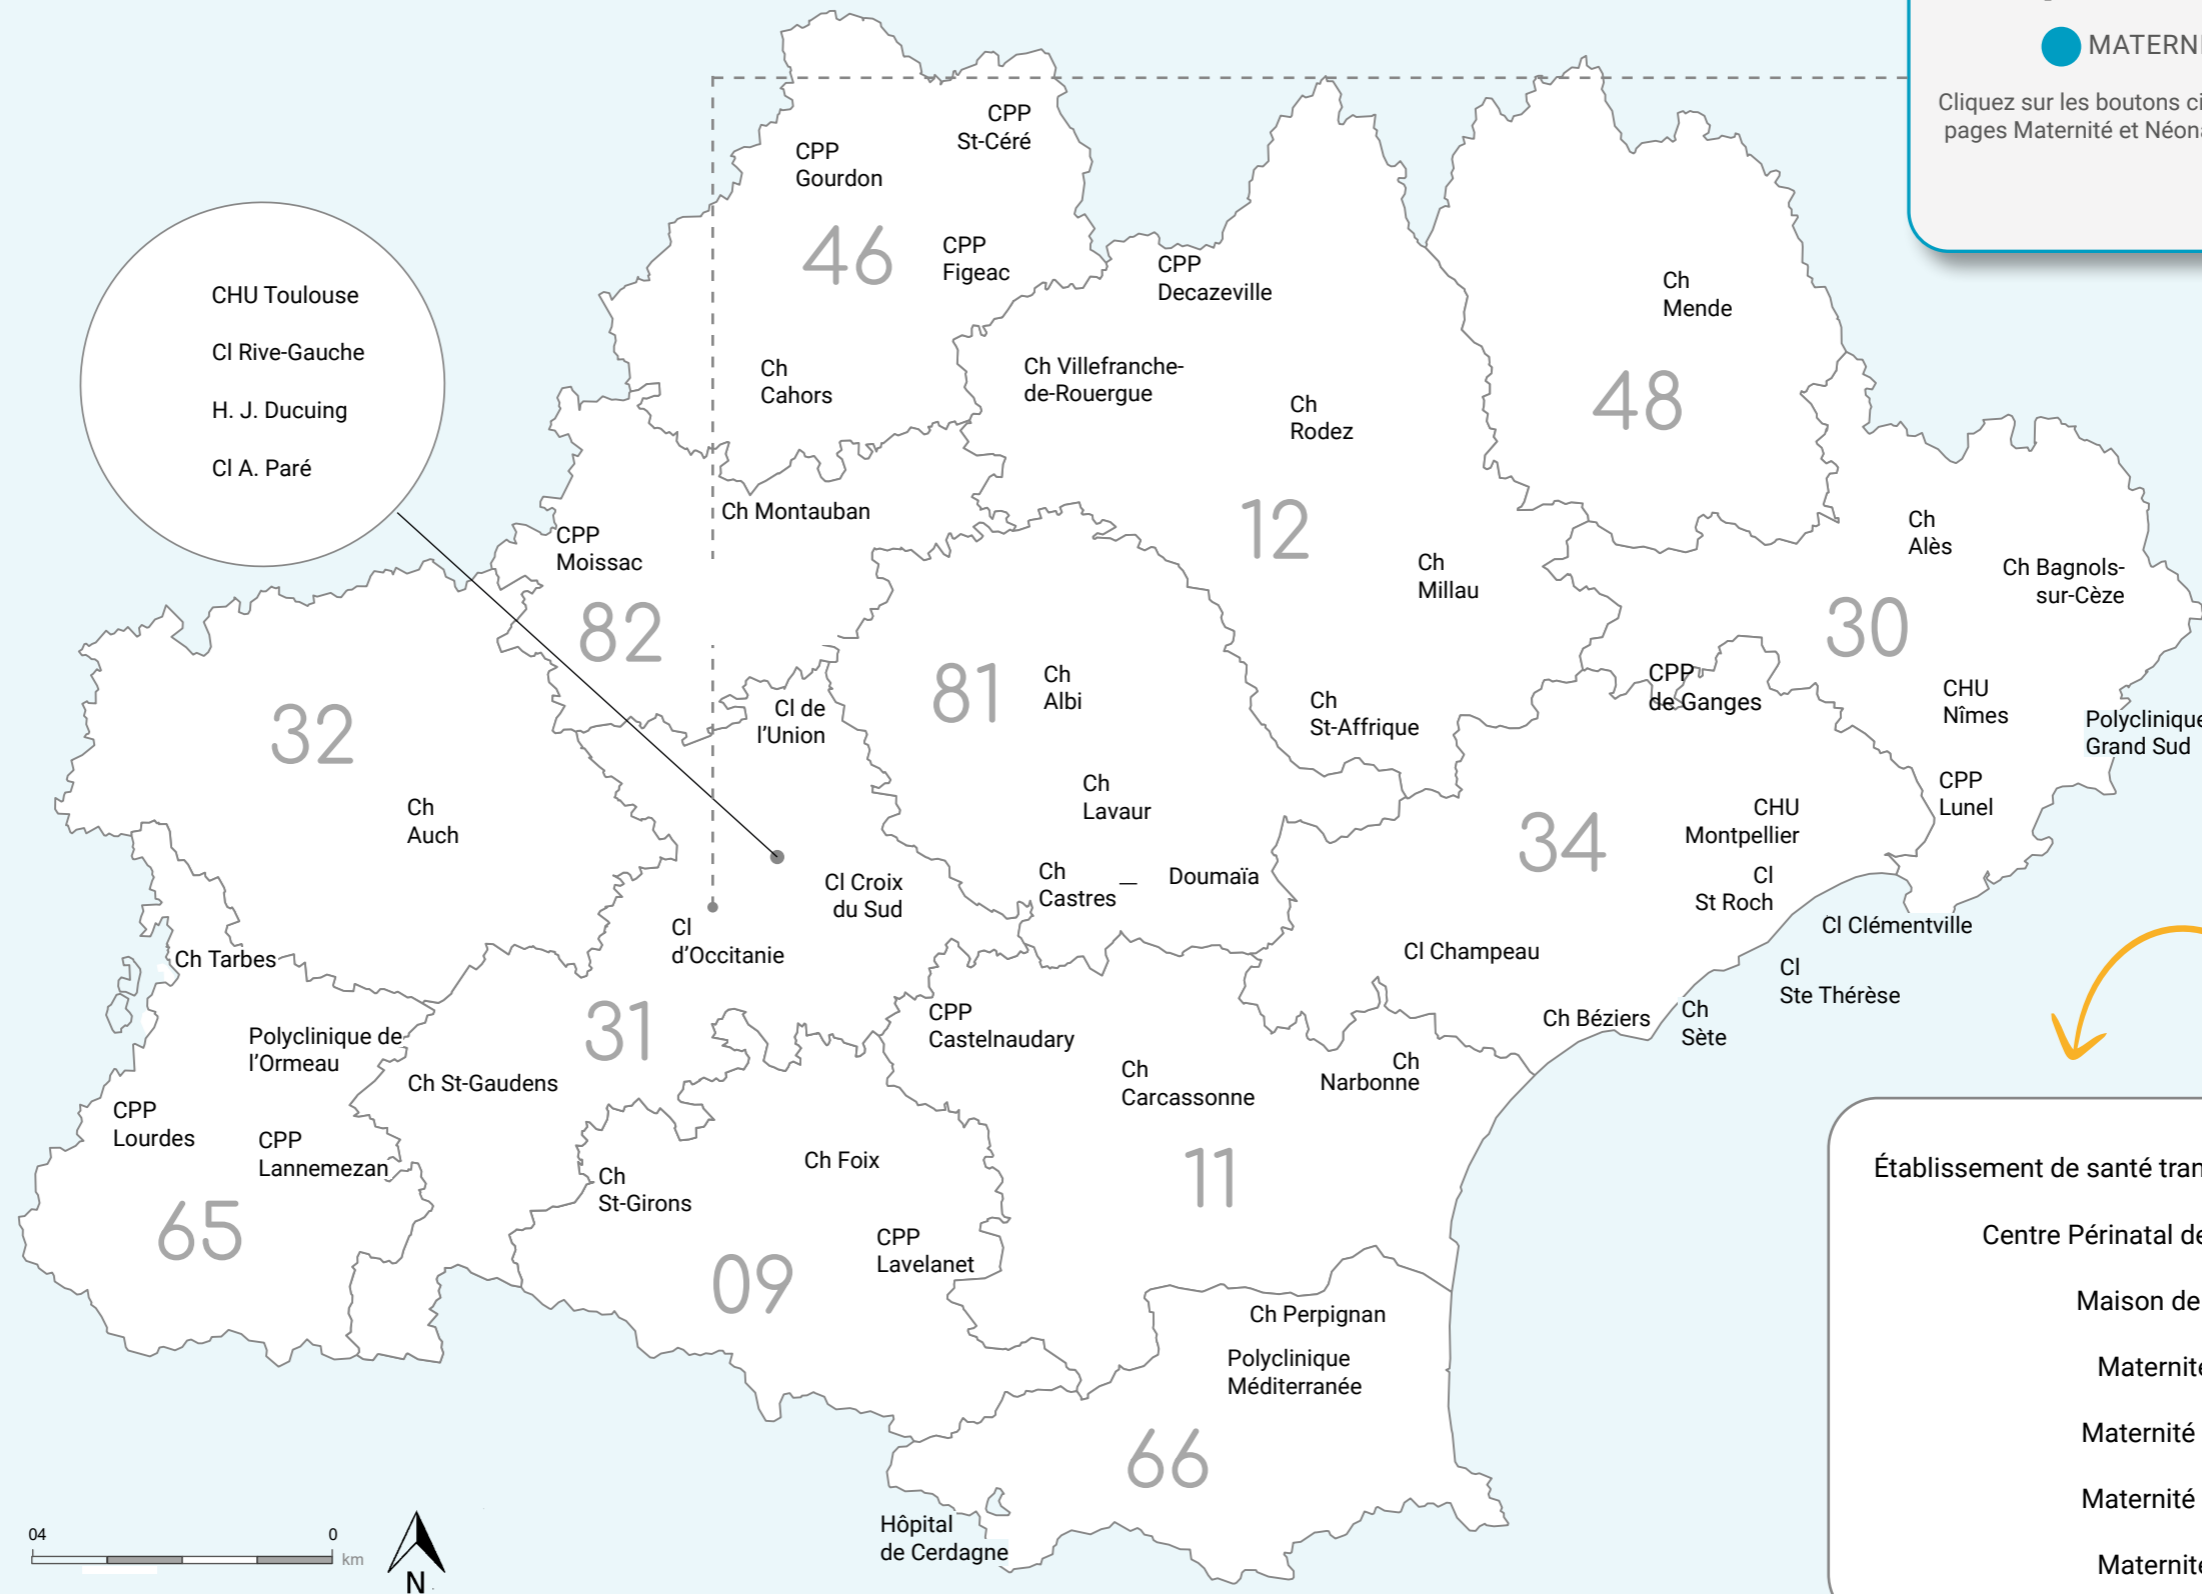 MATERNI
Cliquez sur les boutons ci
pages Maternité et Néona
CPP
St-Céré
CPP
Gourdon
46
CPP
Figeac
CPP
Decazeville
Ch
Mende
CHU Toulouse
Cl Rive-Gauche
H. J. Ducuing
Cl A. Paré
Ch
Cahors
Ch Villefranche-
de-Rouergue
Ch
Rodez
48
Ch Montauban
CPP
Moissac
82
12
Ch
Millau
Ch
Alès
Ch Bagnols-
sur-Cèze
30
32
Ch
Auch
Cl de
l'Union
81
Ch
Albi
Ch
St-Affrique
CPP
de Ganges
CHU
Nîmes
Polyclinique
Grand Sud
Ch
Lavaur
34
CHU
Montpellier
CPP
Lunel
Cl Croix
du Sud
Ch
Castres
Doumaïa
Cl
St Roch
Cl
d'Occitanie
Cl Clémentville
Ch Tarbes
Cl Champeau
Cl
Ste Thérèse
31
CPP
Castelnaudary
Ch Béziers
Ch
Sète
Polyclinique de
l'Ormeau
Ch St-Gaudens
Ch
Carcassonne
Ch
Narbonne
CPP
Lourdes
CPP
Lannemezan
65
Ch
St-Girons
Ch Foix
11
CPP
Lavelanet
09
Ch Perpignan
Polyclinique
Méditerranée
66
Hôpital
de Cerdagne
Établissement de santé tran
Centre Périnatal de
Maison de
Maternité
Maternité
Maternité
Maternité
04
0
km
N